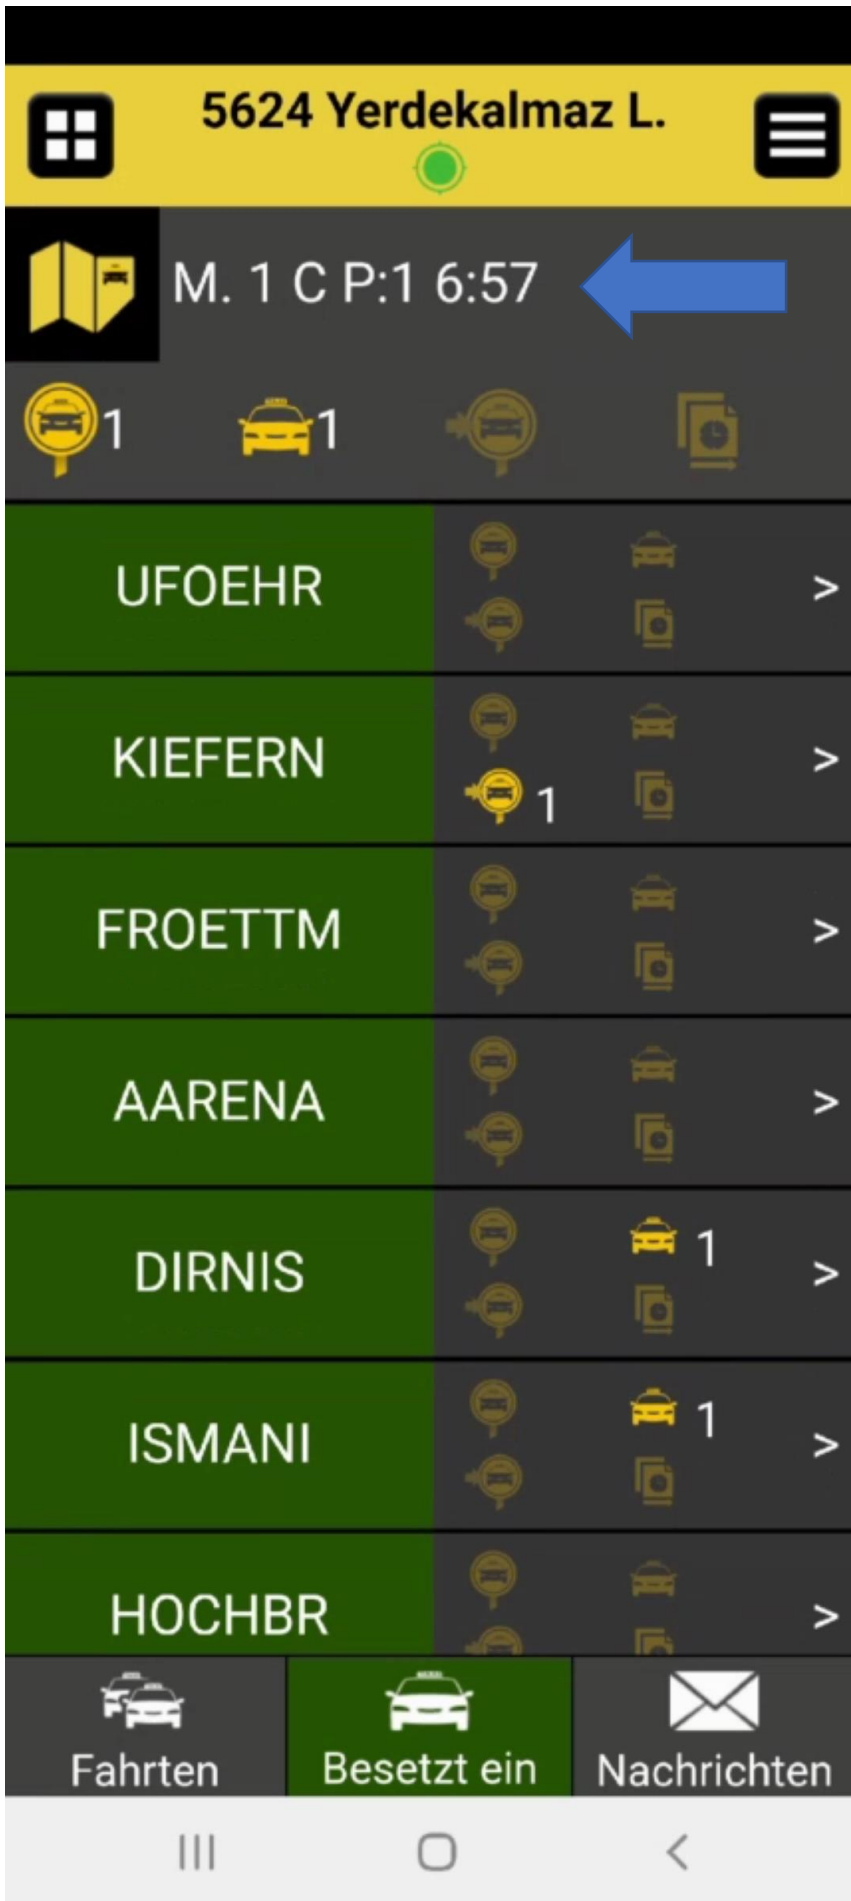 5624 Yerdekalmaz L.
M. 1 C P:1 6:57
1 1
UFOEHR >
KIEFERN 1 >
FROETTM >
AARENA >
DIRNIS 1 >
ISMANI 1 >
HOCHBR >
Fahrten Besetzt ein Nachrichten